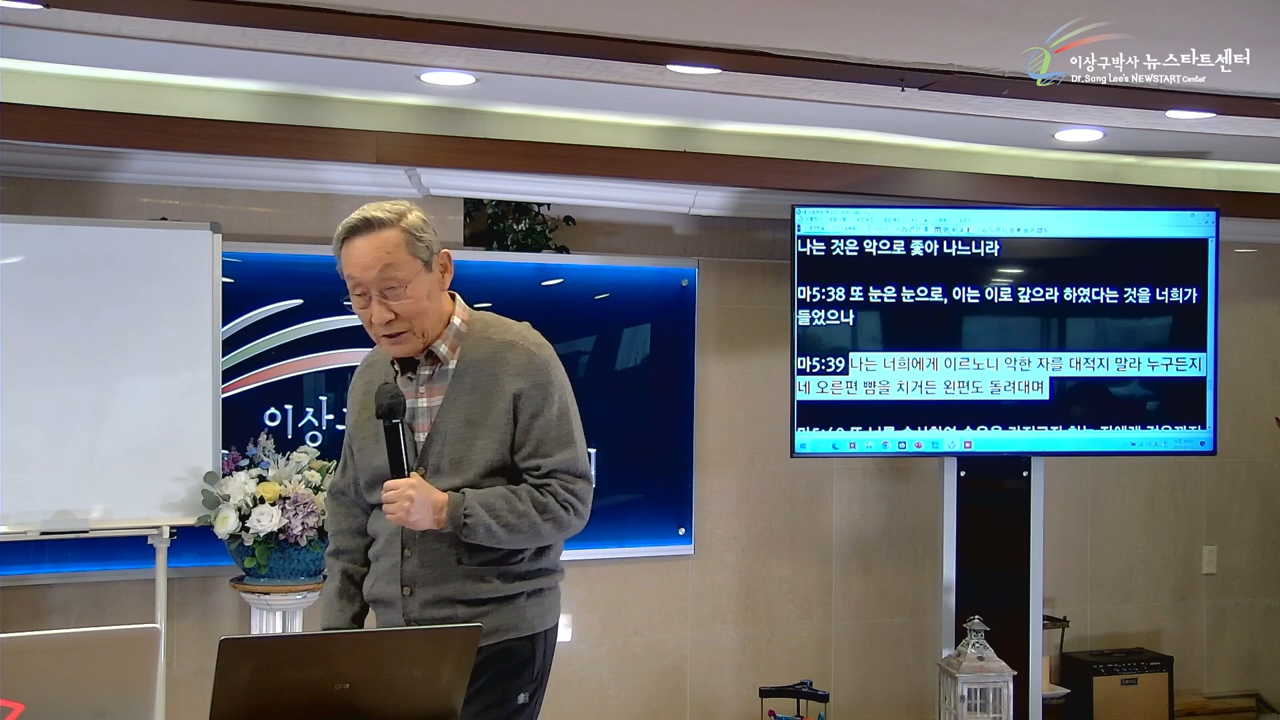 이상구박사 뉴스타트센터
Dr. Sang Lee's NEWSTART Center
나는 것은 악으로 좇아 나느니라
마5:38 또 눈은 눈으로, 이는 이로 갚으라 하였다는 것을 너희가
들었으나
마5:39 나는 너희에게 이르노니 악한 자를 대적지 말라 누구든지
네 오른편 뺨을 치거든 왼편도 돌려대며
이상